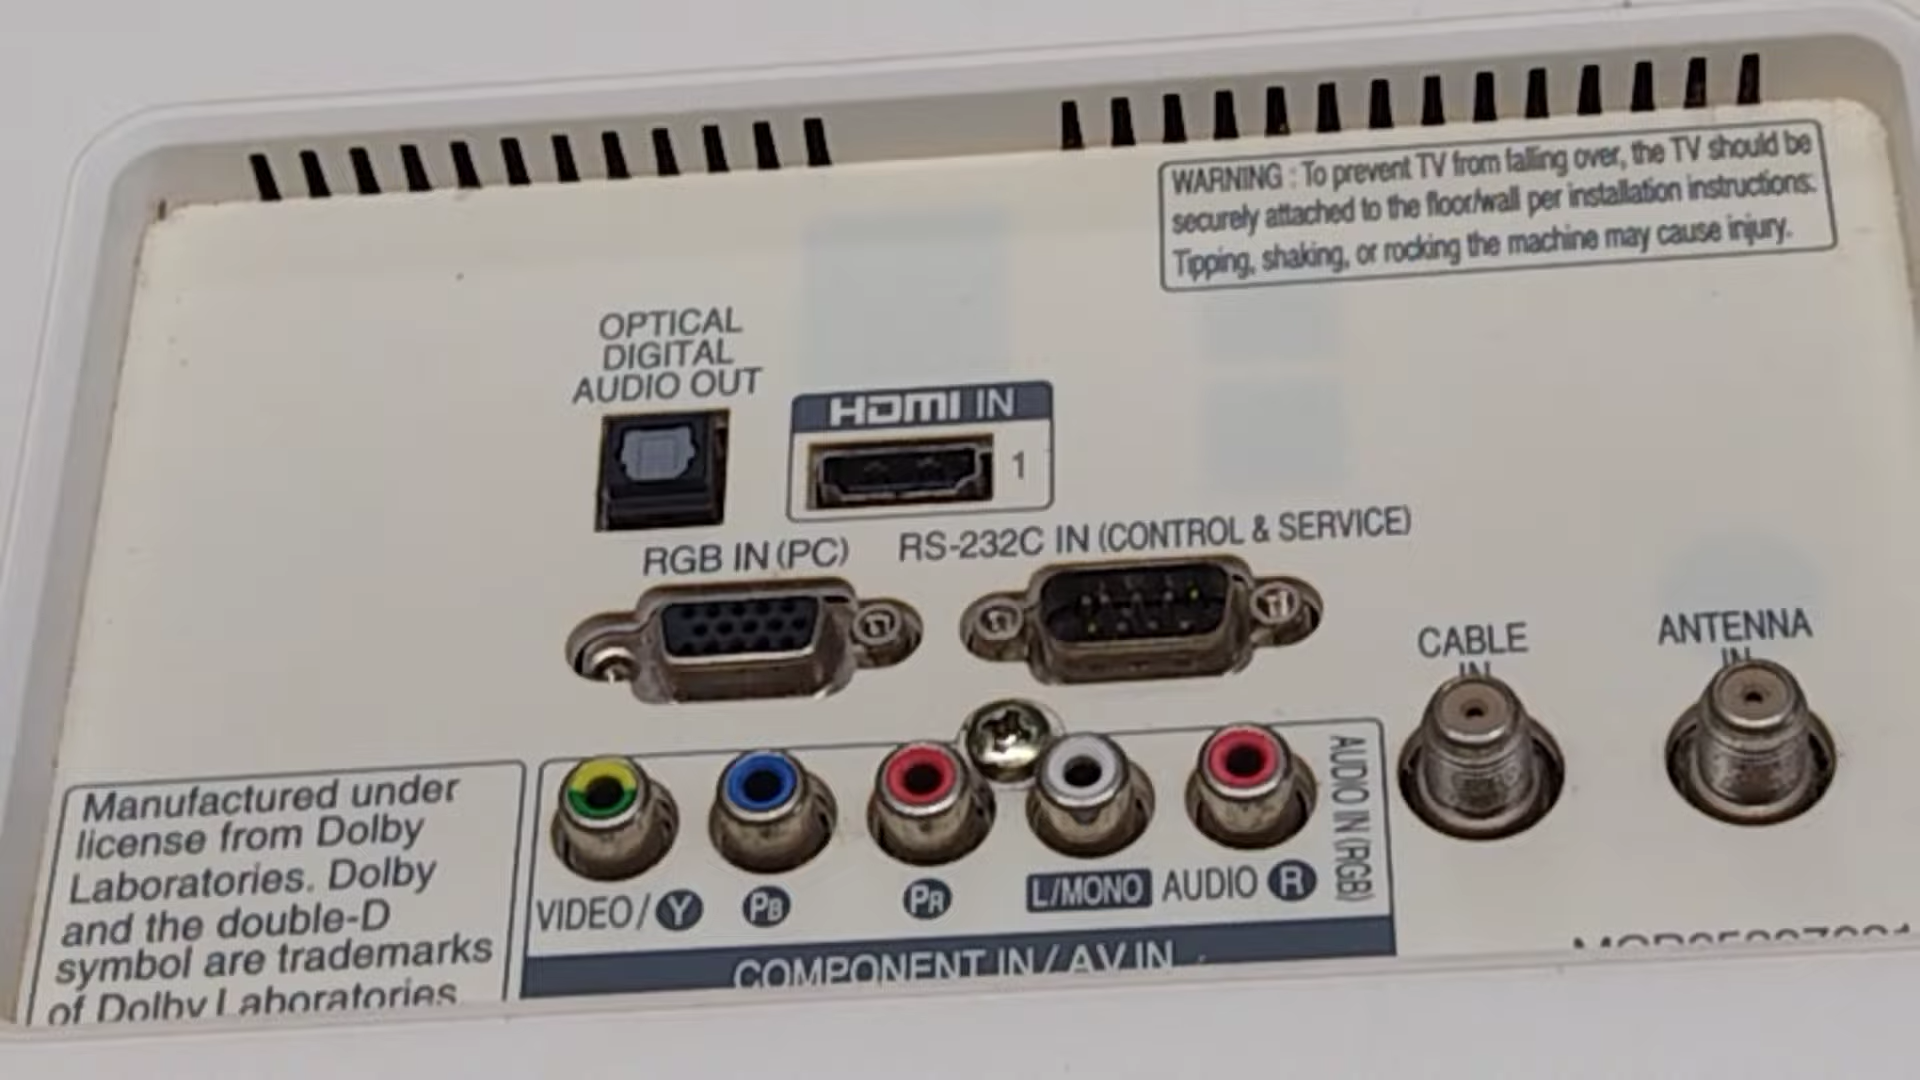 WARNING : To prevent TV from falling over, the TV should be
securely attached to the floor/wall per installation instructions.
Tipping, shaking, or rocking the machine may cause injury.
OPTICAL
DIGITAL
AUDIO OUT
HDMI IN
1
RGB IN (PC)
RS-232C IN (CONTROL & SERVICE)
CABLE
IN
ANTENNA
IN
AUDIO IN (RGB)
VIDEO/Y
PB
PR
L/MONO AUDIO R
COMPONENT IN / AV IN
Manufactured under
license from Dolby
Laboratories. Dolby
and the double-D
symbol are trademarks
of Dolby Laboratories